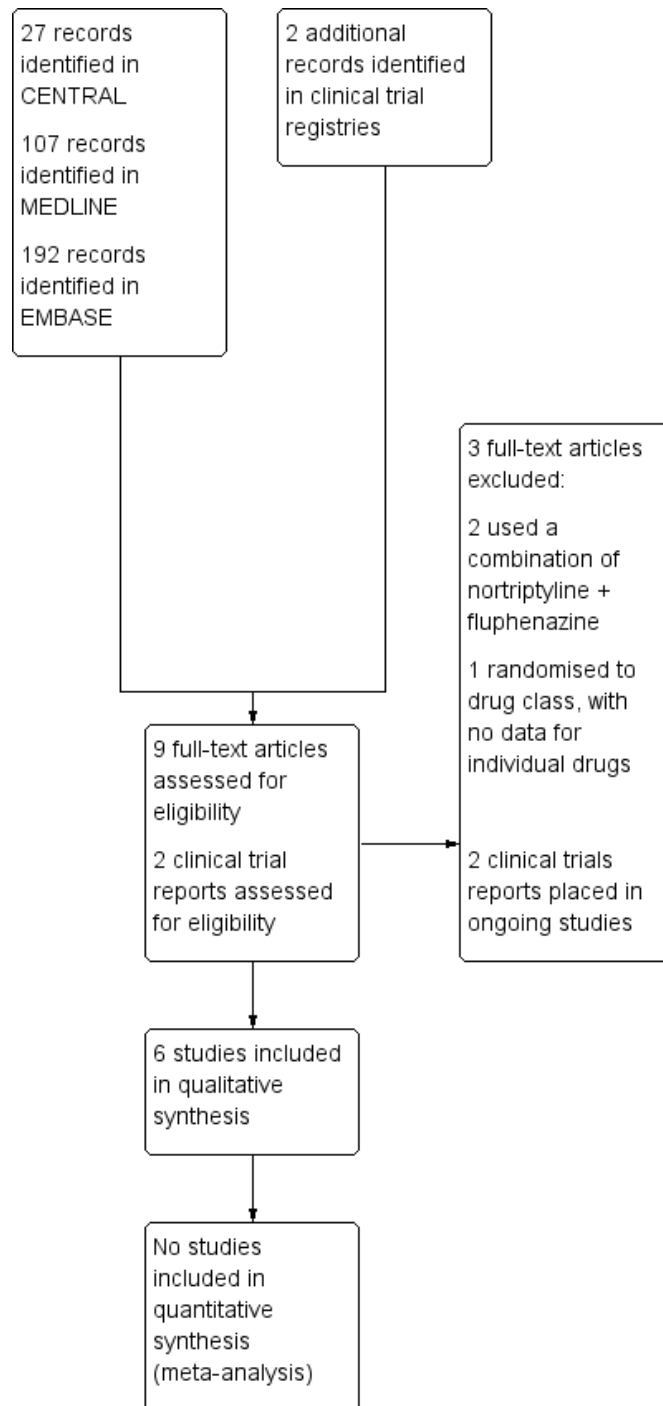 27 records
identified in
CENTRAL
107 records
identified in
MEDLINE
192 records
identified in
EMBASE
2 additional
records identified
in clinical trial
registries
3 full-text articles
excluded:
2 used a
combination of
nortriptyline +
fluphenazine
1 randomised to
drug class, with
no data for
individual drugs
2 clinical trials
reports placed in
ongoing studies
9 full-text articles
assessed for
eligibility
2 clinical trial
reports assessed
for eligibility
6 studies included
in qualitative
synthesis
No studies
included in
quantitative
synthesis
(meta-analysis)